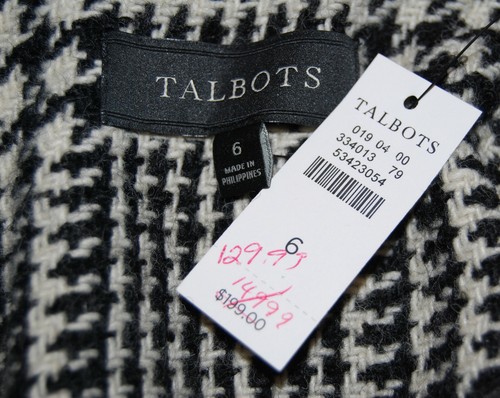 TALBOTS
6
MADE IN
PHILIPPINES
TALBOTS
019 04 00
334013 79
53423054
6
129.99
149.99
$199.00